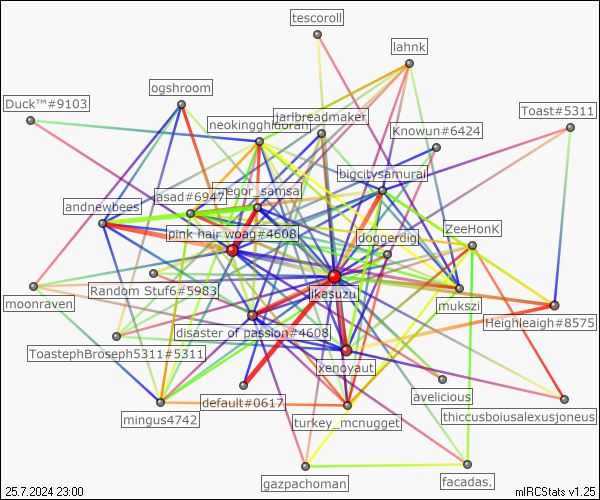 tescoroll
lahnk
ogshroom
Duck™#9103
jarlbreadmaker
Toast#5311
neokingghidorah
Knowun#6424
bigcitysamurai
gregor_samsa
asad#6947
andnewbees
ZeeHonK
pink hair woag#4608
doggerdig
Random Stuf6#5983
jkasuzu
moonraven
mukszi
Heighleaigh#8575
disaster of passion#4608
ToastephBroseph5311#5311
xenovaut
avelicious
default#0617
thiccusboiusalexusjoneus
mingus4742
turkey_mcnugget
gazpachoman
facadas.
25.7.2024 23:00
mIRCStats v1.25